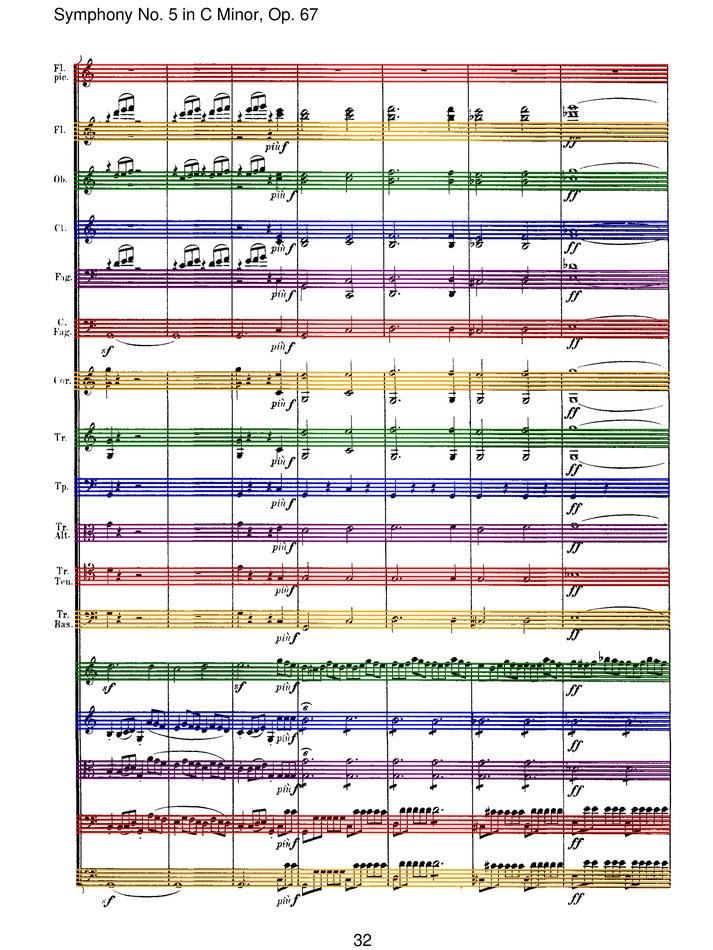 Symphony No. 5 in C Minor, Op. 67
Fl.
pic.
Fl.
più f
ff
Ob.
più f
ff
Cl.
più f
ff
Fag.
più f
ff
C.
Fag.
sf
più f
ff
Cor.
più f
ff
Tr.
più f
ff
Tp.
più f
ff
Tr.
Alt.
più f
ff
Tr.
Ten.
più f
ff
Tr.
Bas.
più f
ff
sf
sf
più f
ff
6
più f
ff
6
più f
ff
più f
ff
sf
più f
ff
32